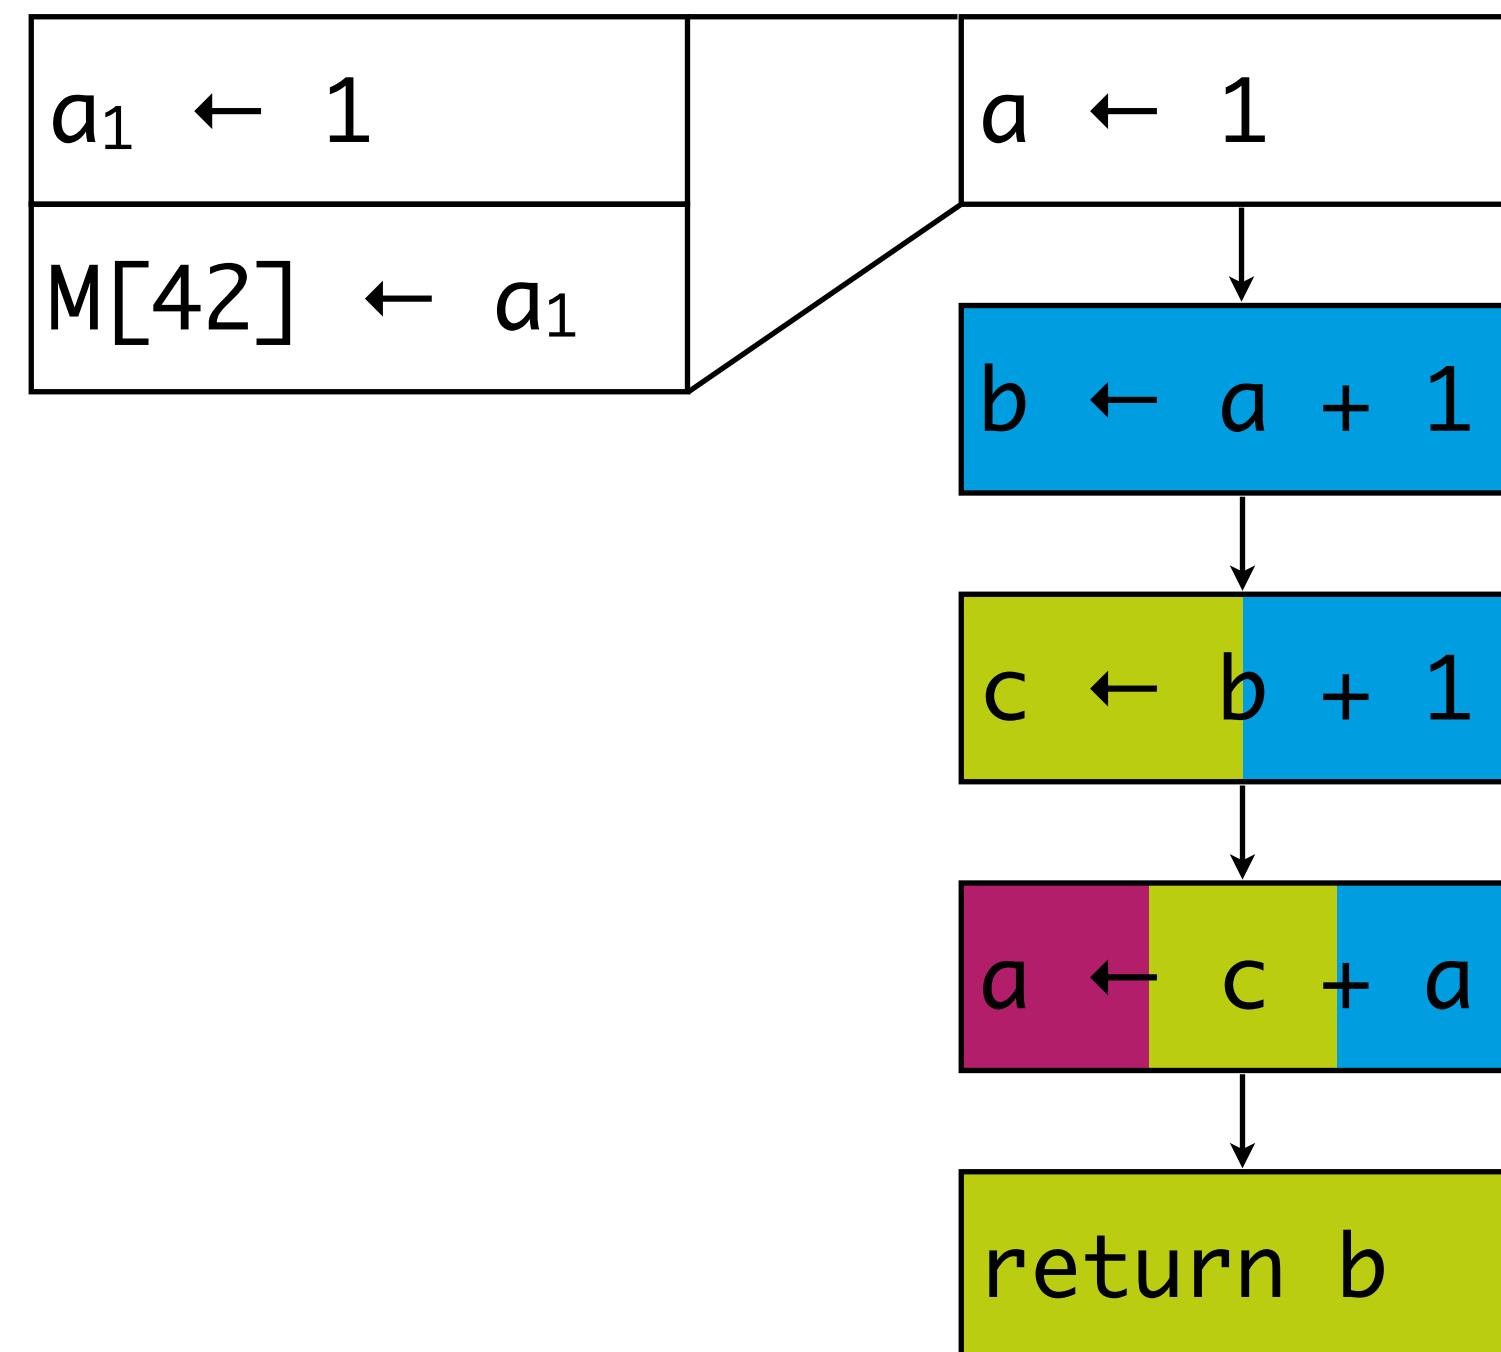 a₁ ← 1
M[42] ← a₁
a ← 1
b ← a + 1
c ← b + 1
a ← c + a
return b